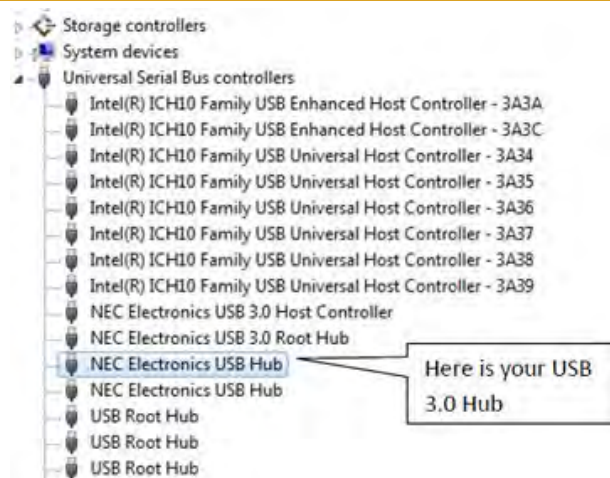 Storage controllers
System devices
Universal Serial Bus controllers
Intel(R) ICH10 Family USB Enhanced Host Controller - 3A3A
Intel(R) ICH10 Family USB Enhanced Host Controller - 3A3C
Intel(R) ICH10 Family USB Universal Host Controller - 3A34
Intel(R) ICH10 Family USB Universal Host Controller - 3A35
Intel(R) ICH10 Family USB Universal Host Controller - 3A36
Intel(R) ICH10 Family USB Universal Host Controller - 3A37
Intel(R) ICH10 Family USB Universal Host Controller - 3A38
Intel(R) ICH10 Family USB Universal Host Controller - 3A39
NEC Electronics USB 3.0 Host Controller
NEC Electronics USB 3.0 Root Hub
NEC Electronics USB Hub
NEC Electronics USB Hub
USB Root Hub
USB Root Hub
USB Root Hub
Here is your USB
3.0 Hub